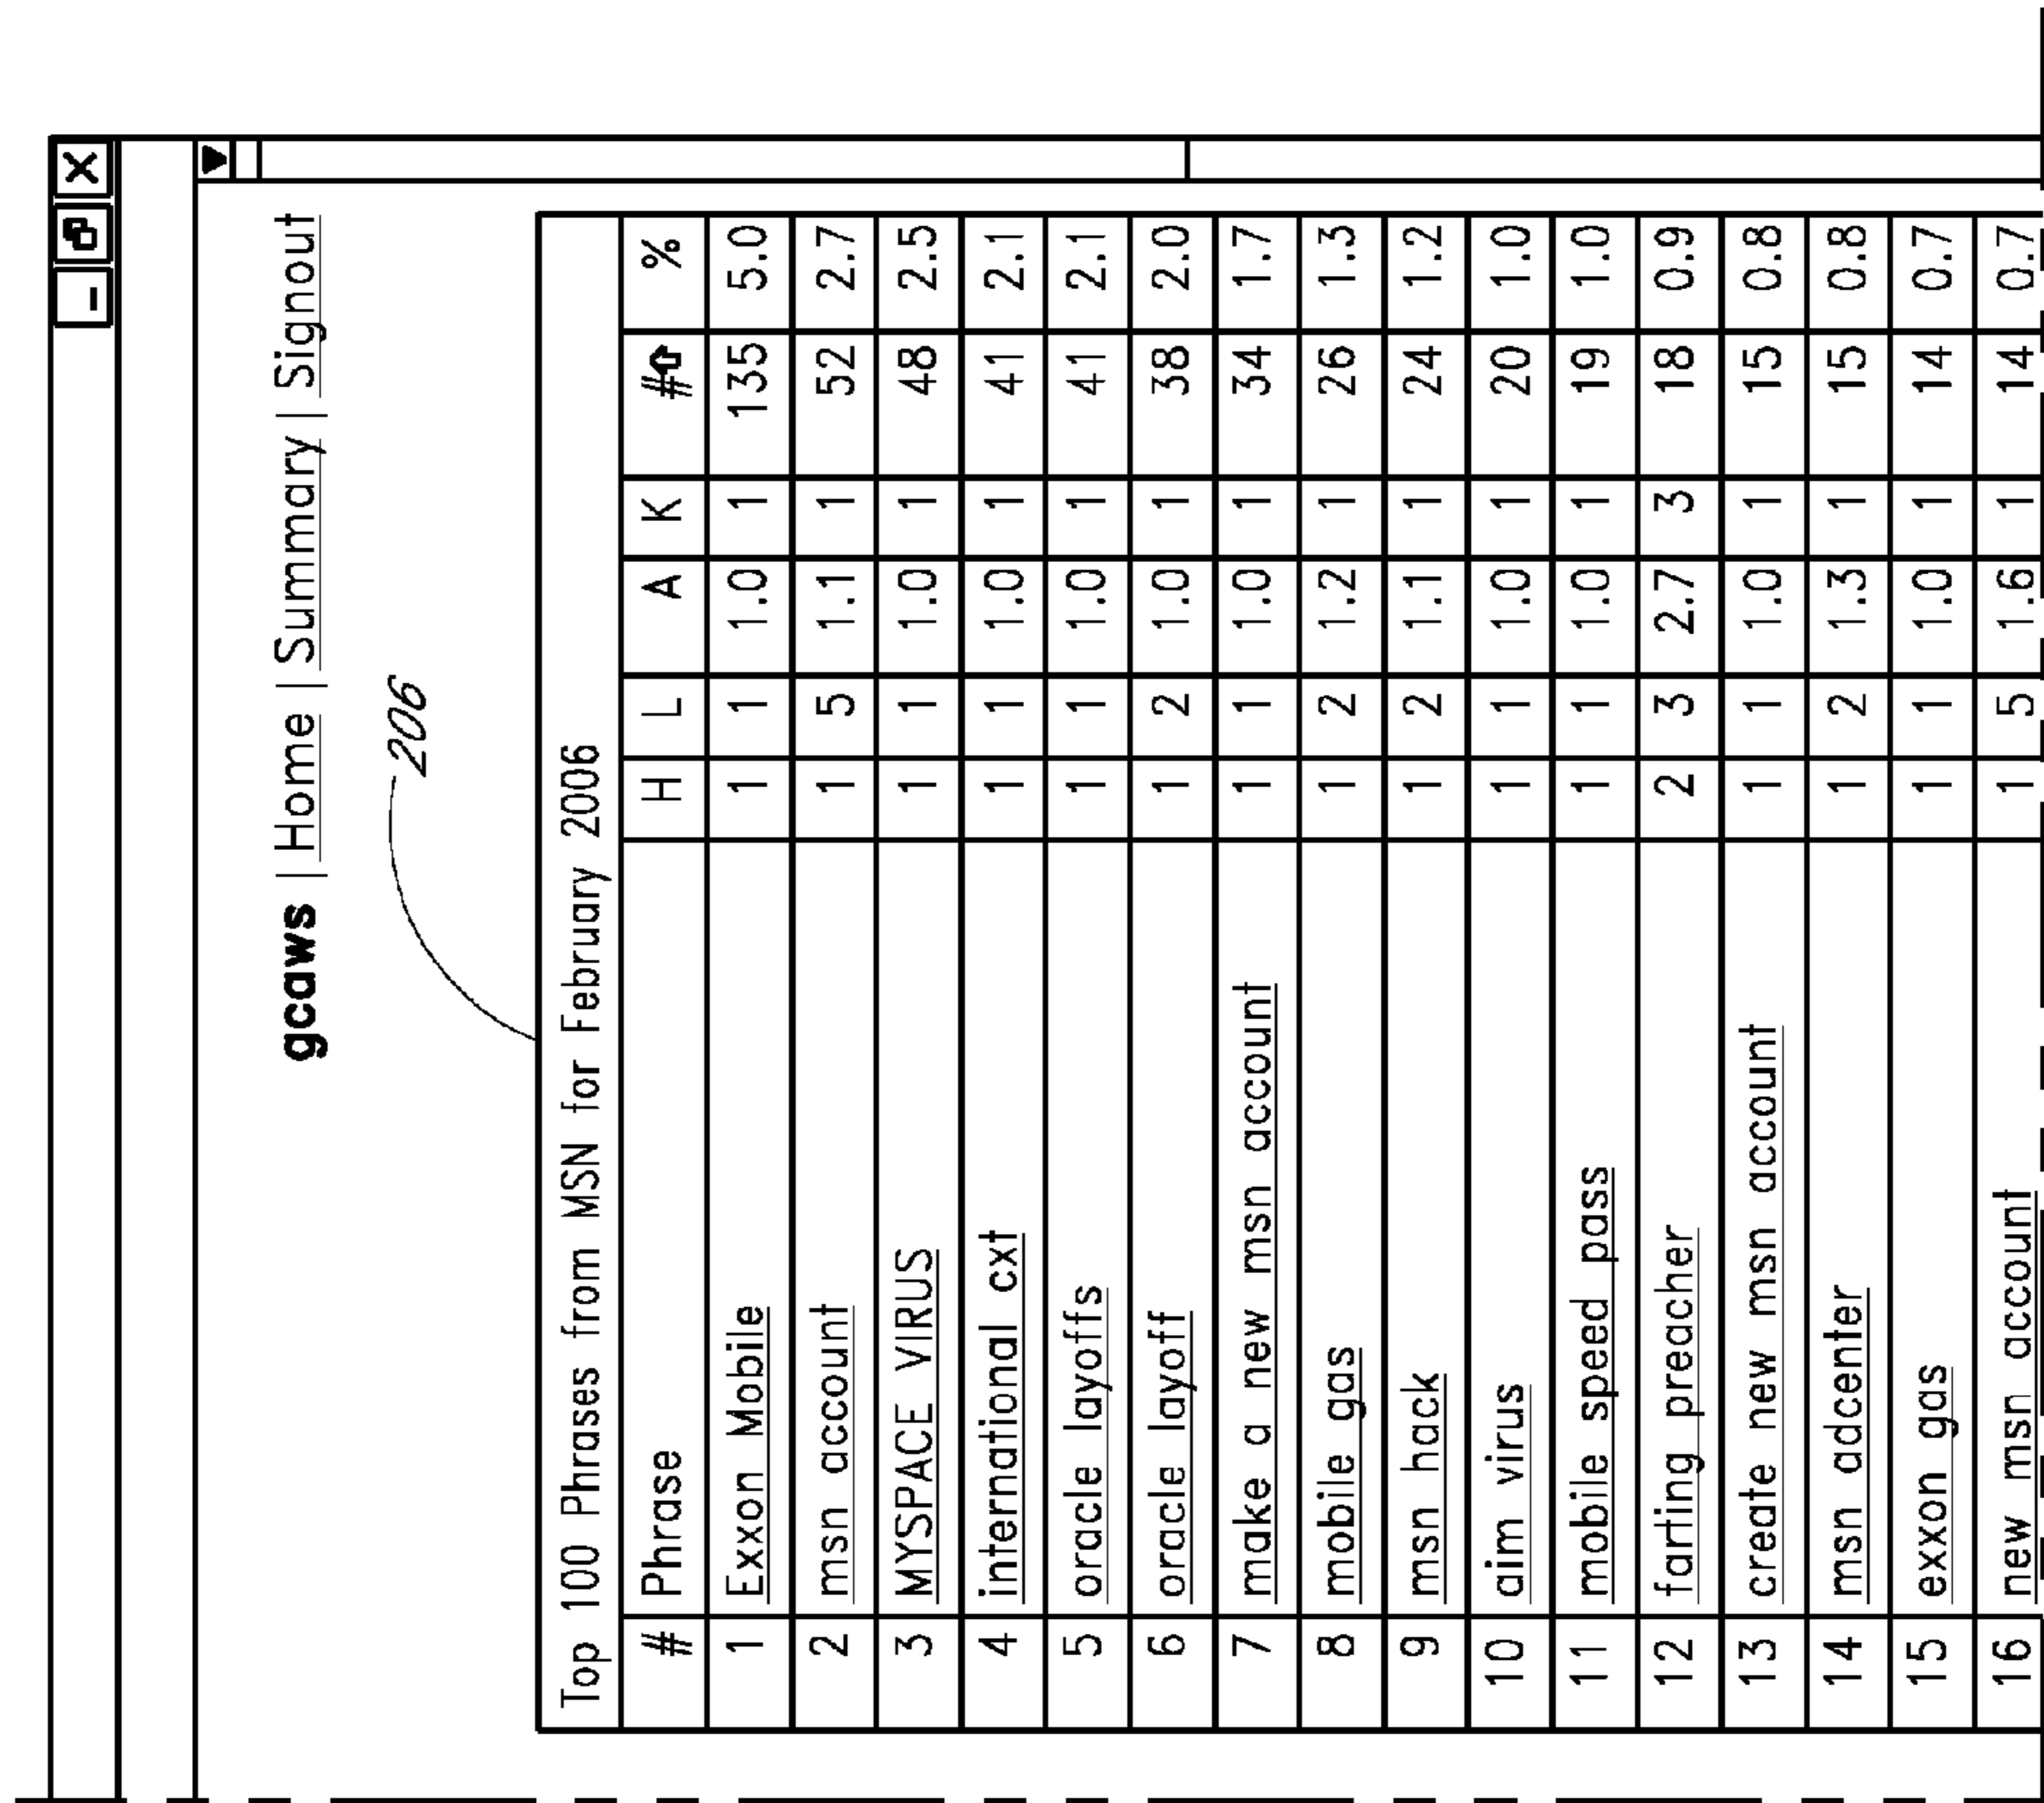 gcaws | Home | Summary | Signout
206
Top 100 Phrases from MSN for February 2006
# Phrase H L A K # %
1 Exxon Mobile 1 1 1.0 1 135 5.0
2 msn account 1 5 1.1 1 52 2.7
3 MYSPACE VIRUS 1 1 1.0 1 48 2.5
4 international cxt 1 1 1.0 1 41 2.1
5 oracle layoffs 1 1 1.0 1 41 2.1
6 oracle layoff 1 2 1.0 1 38 2.0
7 make a new msn account 1 1 1.0 1 34 1.7
8 mobile gas 1 2 1.2 1 26 1.3
9 msn hack 1 2 1.1 1 24 1.2
10 aim virus 1 1 1.0 1 20 1.0
11 mobile speed pass 1 1 1.0 1 19 1.0
12 farting preacher 2 3 2.7 3 18 0.9
13 create new msn account 1 1 1.0 1 15 0.8
14 msn adcenter 1 2 1.3 1 15 0.8
15 exxon gas 1 1 1.0 1 14 0.7
16 new msn account 1 5 1.6 1 14 0.7